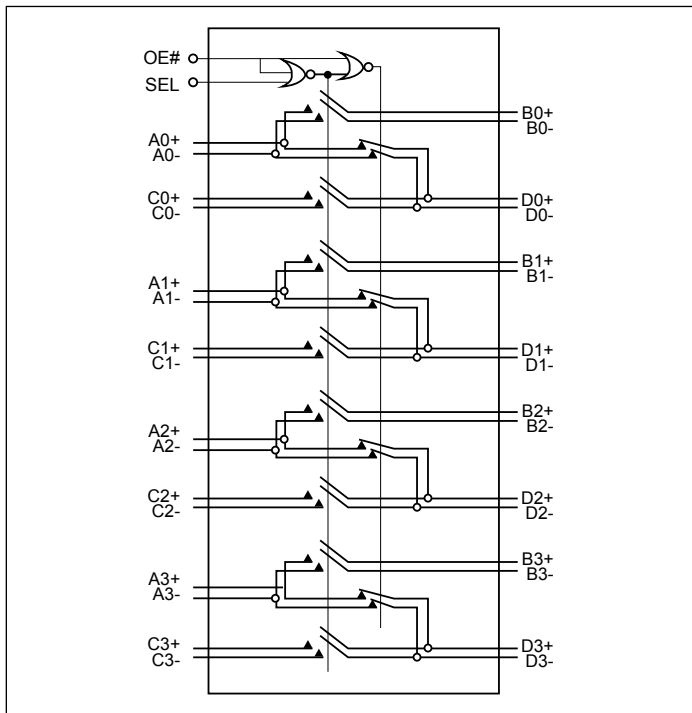 OE#
SEL
B0+
B0-
A0+
A0-
C0+
C0-
D0+
D0-
B1+
B1-
A1+
A1-
C1+
C1-
D1+
D1-
B2+
B2-
A2+
A2-
C2+
C2-
D2+
D2-
B3+
B3-
A3+
A3-
C3+
C3-
D3+
D3-